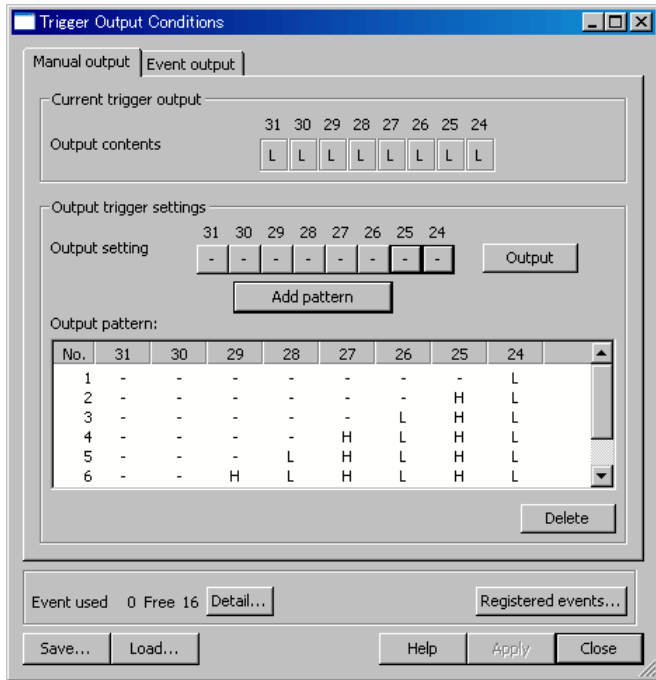 Trigger Output Conditions
Manual output Event output
Current trigger output
31 30 29 28 27 26 25 24
Output contents L L L L L L L L
Output trigger settings
31 30 29 28 27 26 25 24
Output setting - - - - - - - - Output
Add pattern
Output pattern:
No. 31 30 29 28 27 26 25 24
1 - - - - - - - L
2 - - - - - - H L
3 - - - - - L H L
4 - - - - H L H L
5 - - - L H L H L
6 - - H L H L H L
Delete
Event used 0 Free 16 Detail... Registered events...
Save... Load... Help Apply Close